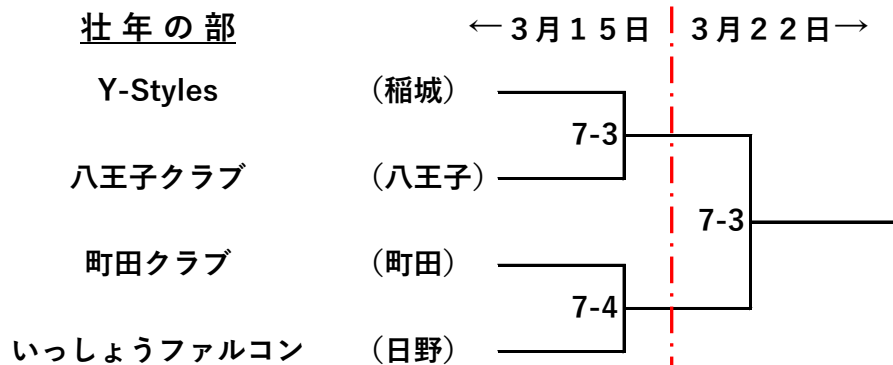 壮年の部 ←３月１５日 ３月２２日→
Y-Styles （稲城）
7-3
八王子クラブ （八王子）
7-3
町田クラブ （町田）
7-4
いっしょうファルコン （日野）